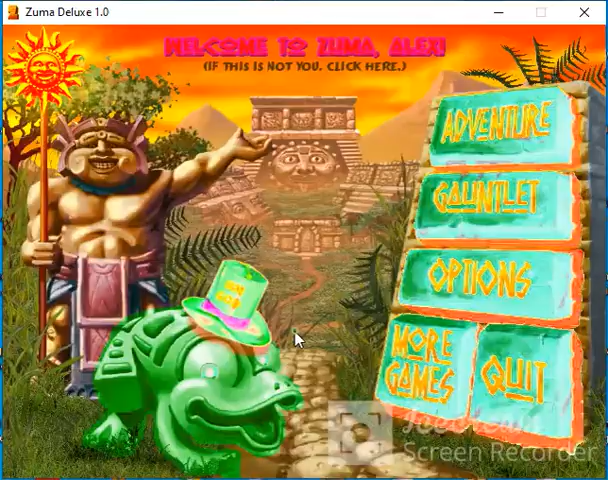 Zuma Deluxe 1.0
WELCOME TO ZUMA, ALEX!
(IF THIS IS NOT YOU, CLICK HERE.)
ADVENTURE
GAUNTLET
OPTIONS
MORE
GAMES
QUIT
Icecream
Screen Recorder